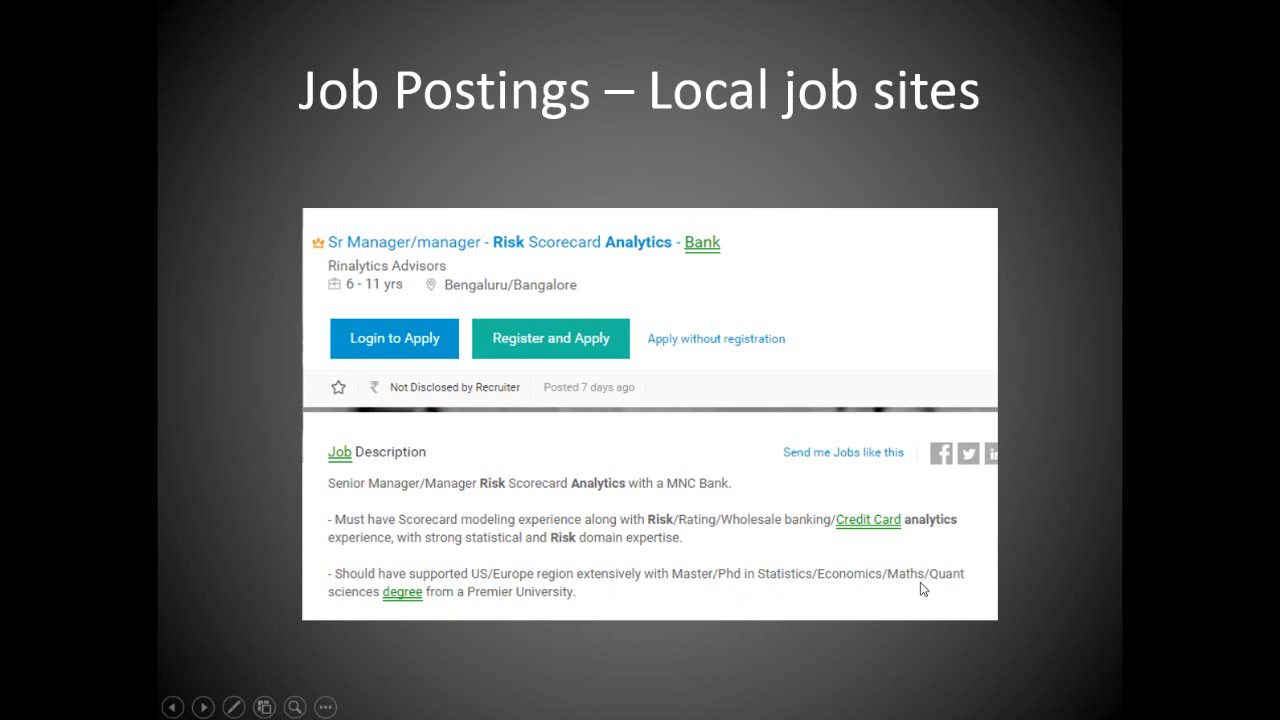 Job Postings – Local job sites
Sr Manager/manager - Risk Scorecard Analytics - Bank
Rinalytics Advisors
6 - 11 yrs Bengaluru/Bangalore
Login to Apply Register and Apply Apply without registration
₹ Not Disclosed by Recruiter Posted 7 days ago
Job Description Send me Jobs like this
Senior Manager/Manager Risk Scorecard Analytics with a MNC Bank.
- Must have Scorecard modeling experience along with Risk/Rating/Wholesale banking/Credit Card analytics
experience, with strong statistical and Risk domain expertise.
- Should have supported US/Europe region extensively with Master/Phd in Statistics/Economics/Maths/Quant
sciences degree from a Premier University.